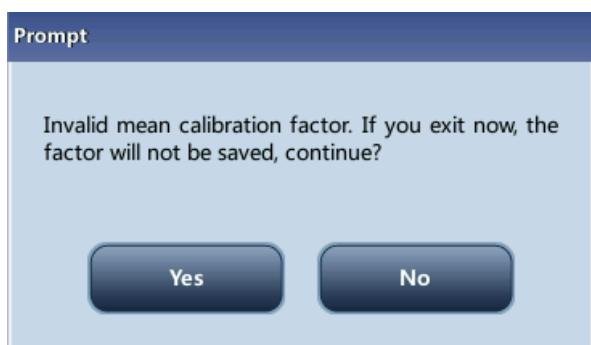 Prompt
Invalid mean calibration factor. If you exit now, the
factor will not be saved, continue?
Yes
No